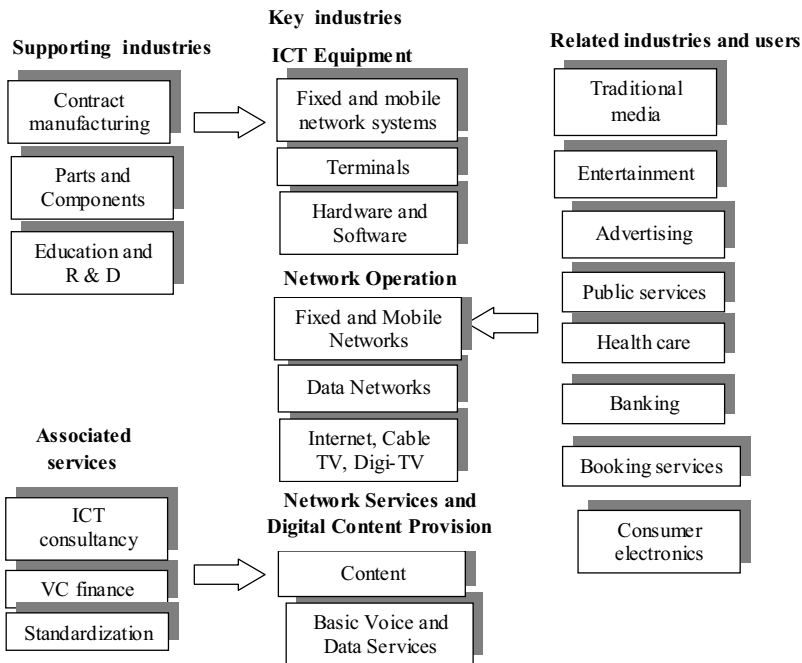 Supporting industries
Contract
manufacturing
Parts and
Components
Education and
R & D
Associated
services
ICT
consultancy
VC finance
Standardization
Key industries
ICT Equipment
Fixed and mobile
network systems
Terminals
Hardware and
Software
Network Operation
Fixed and Mobile
Networks
Data Networks
Internet, Cable
TV, Digi-TV
Network Services and
Digital Content Provision
Content
Basic Voice and
Data Services
Related industries and users
Traditional
media
Entertainment
Advertising
Public services
Health care
Banking
Booking services
Consumer
electronics